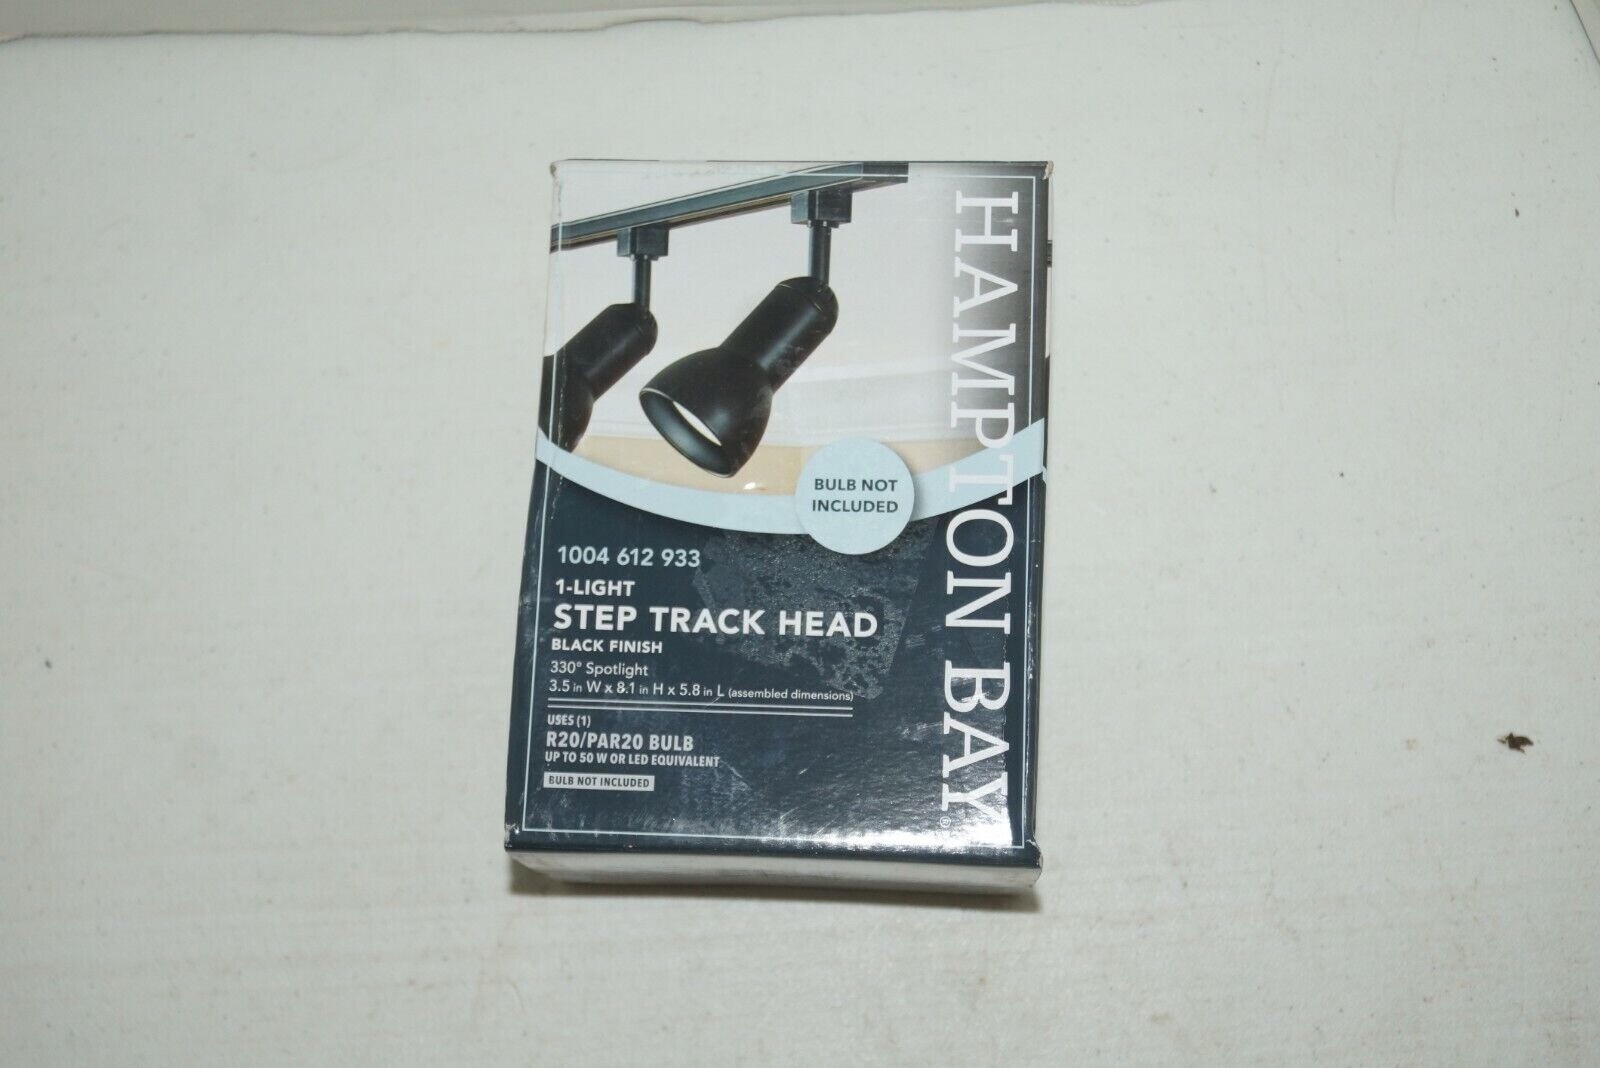 HAMPTON BAY®
BULB NOT
INCLUDED
1004 612 933
1-LIGHT
STEP TRACK HEAD
BLACK FINISH
330° Spotlight
3.5 in W x 8.1 in H x 5.8 in L (assembled dimensions)
USES (1)
R20/PAR20 BULB
UP TO 50 W OR LED EQUIVALENT
BULB NOT INCLUDED